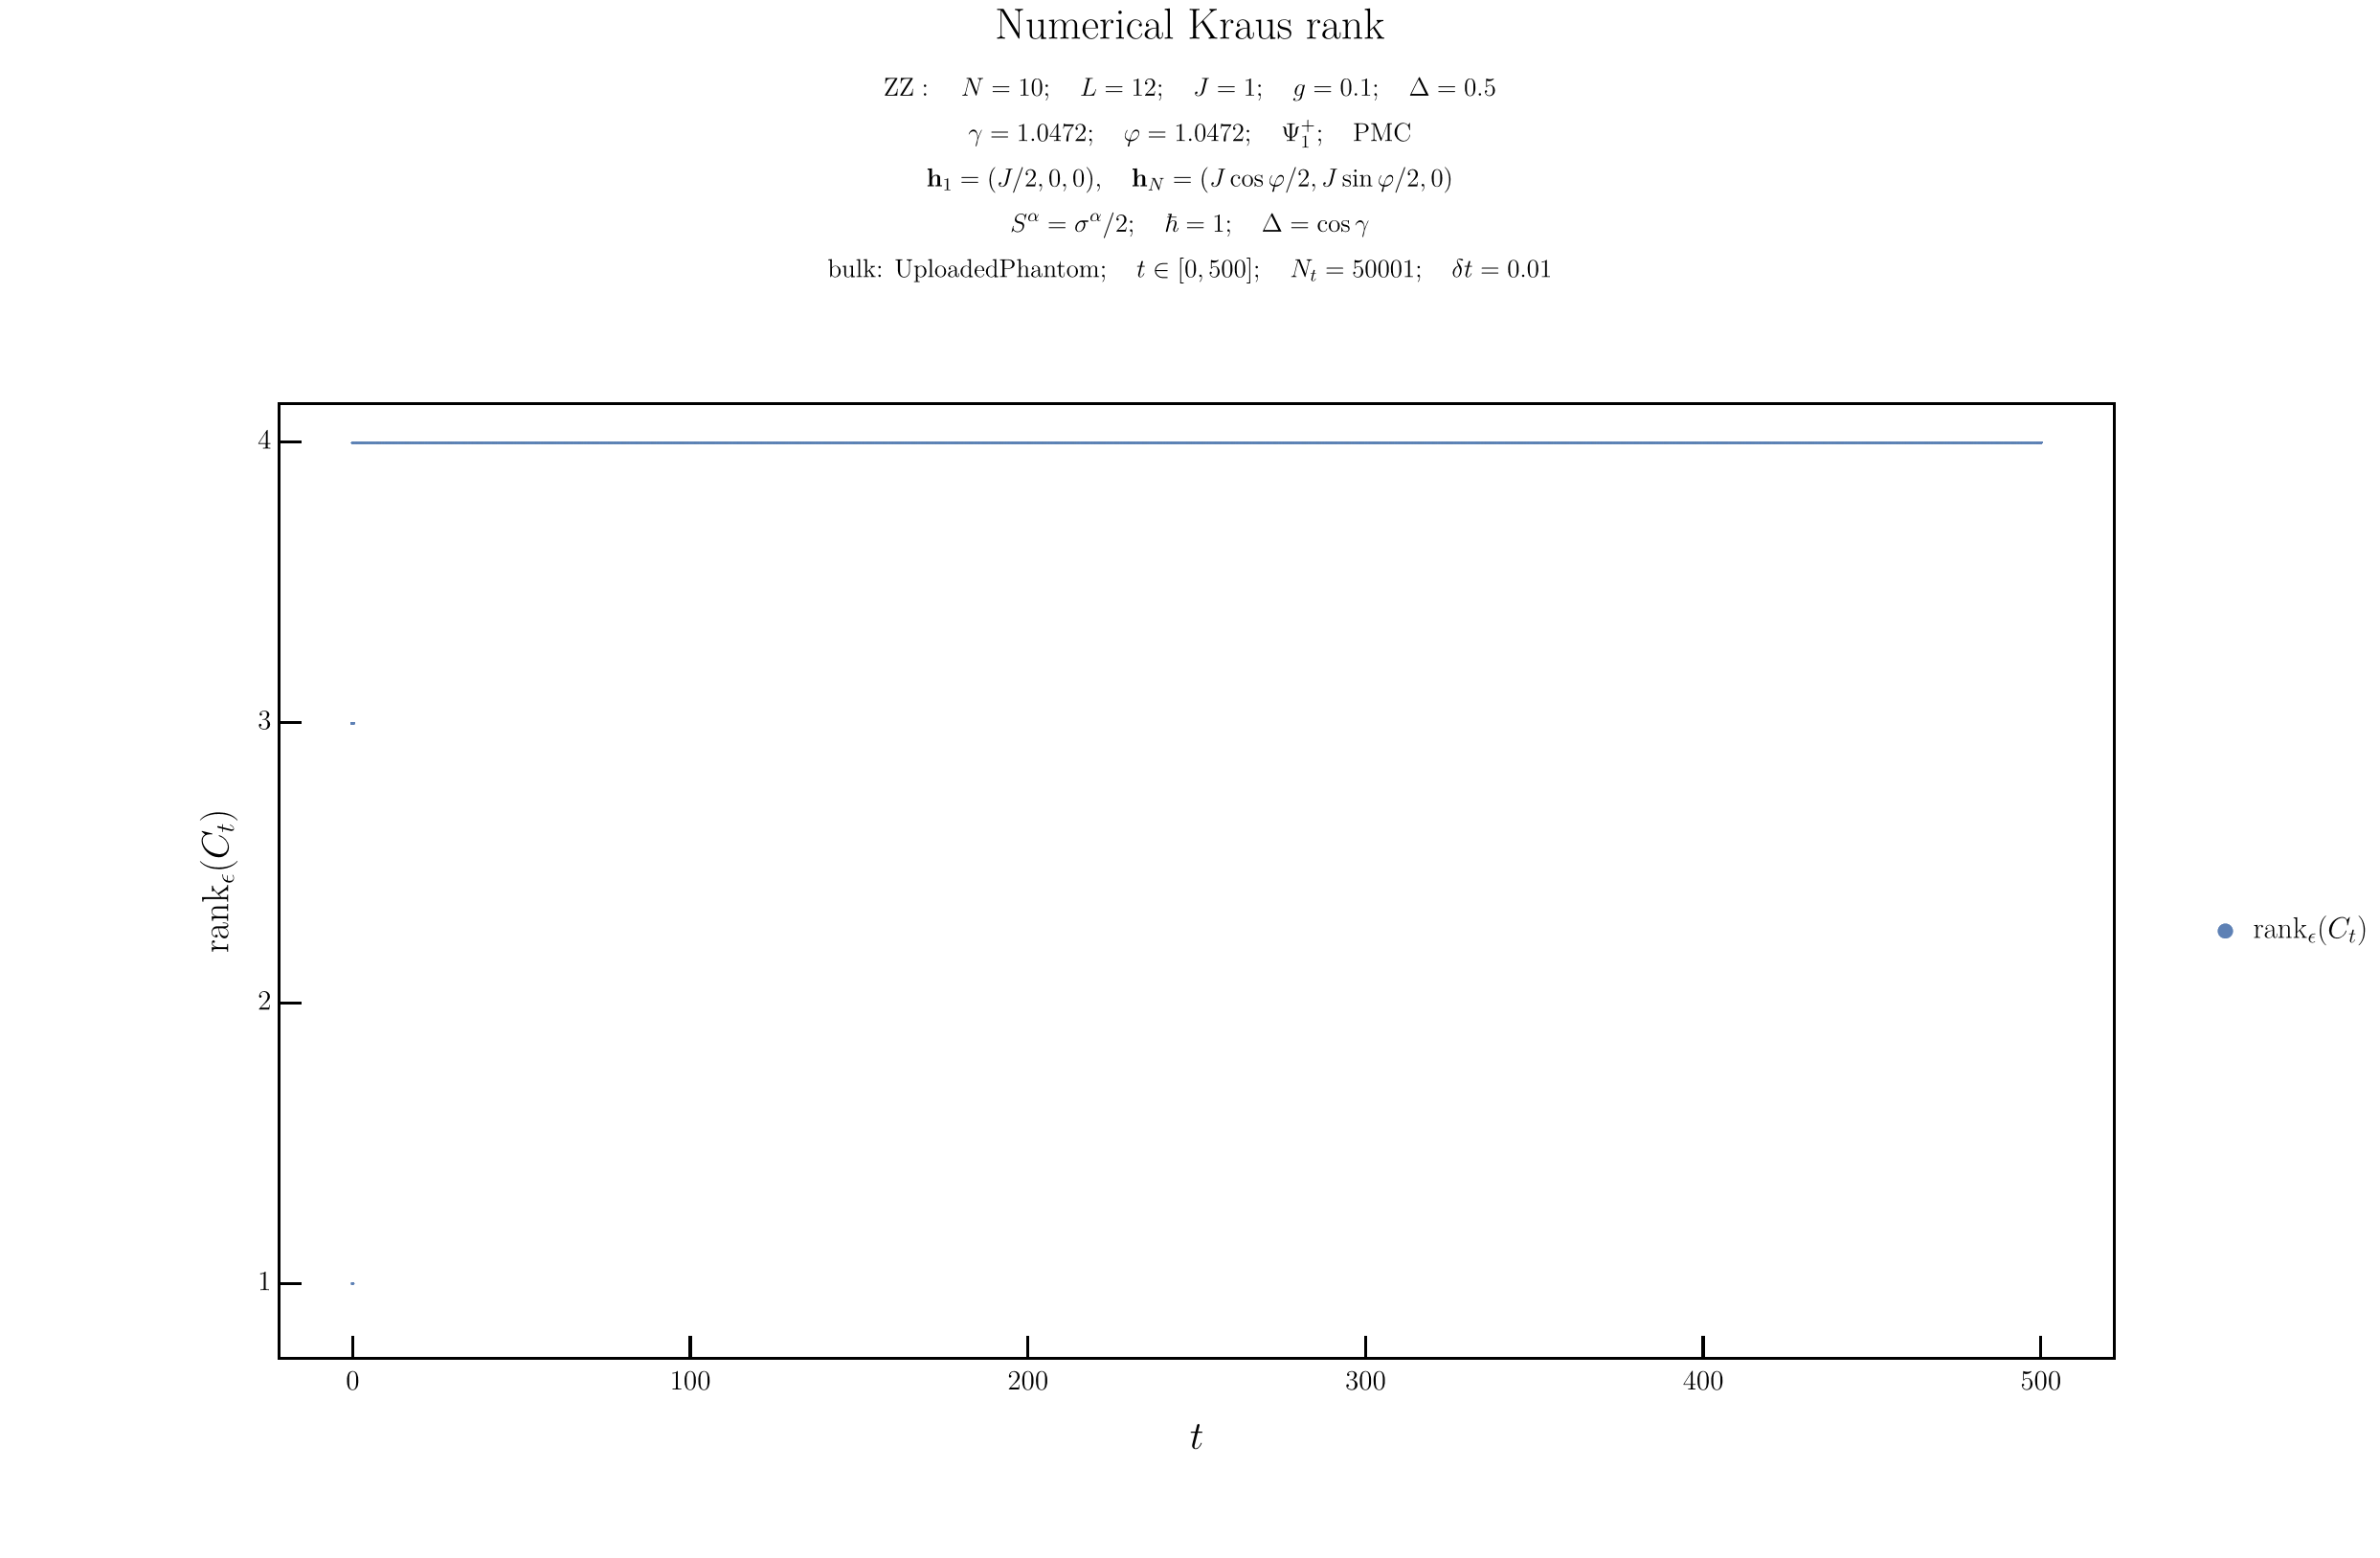 Numerical Kraus rank
ZZ : N = 10; L = 12; J = 1; g = 0.1; Δ = 0.5
γ = 1.0472; φ = 1.0472; Ψ₁⁺; PMC
𝐡₁ = (J/2, 0, 0), 𝐡_N = (J cos φ/2, J sin φ/2, 0)
S^α = σ^α/2; ℏ = 1; Δ = cos γ
bulk: UploadedPhantom; t ∈ [0, 500]; N_t = 50001; δt = 0.01
4
3
2
1
rank_ϵ(C_t)
rank_ϵ(C_t)
0 100 200 300 400 500
t